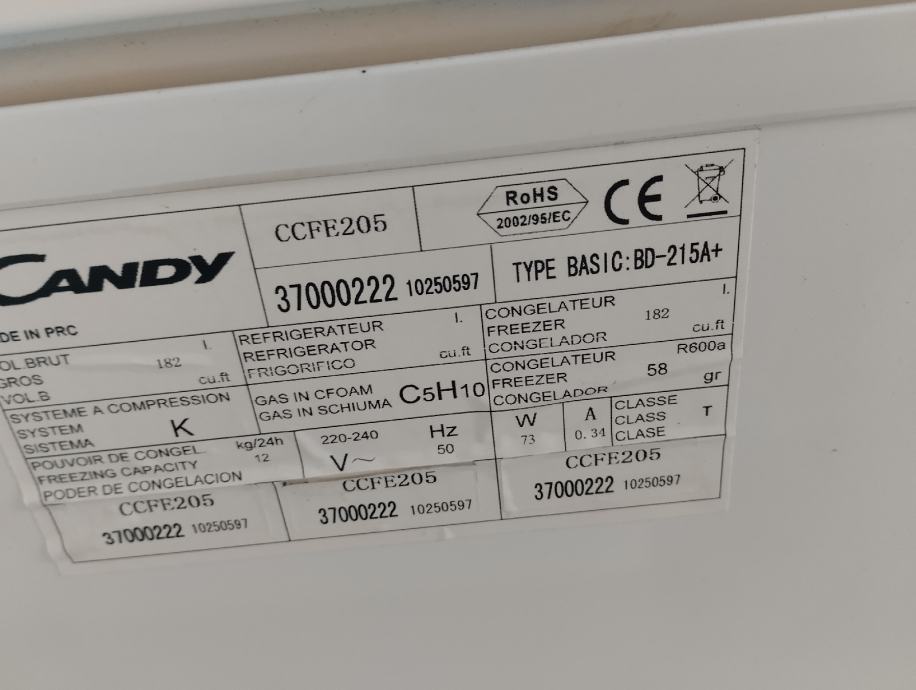 CANDY
CCFE205
RoHS
2002/95/EC
CE
37000222 10250597
TYPE BASIC:BD-215A+
DE IN PRC
OL.BRUT
GROS
VOL.B
182
l.
cu.ft
REFRIGERATEUR
REFRIGERATOR
FRIGORIFICO
l.
cu.ft
CONGELATEUR
FREEZER
CONGELADOR
182
l.
cu.ft
SYSTEME A COMPRESSION
SYSTEM
SISTEMA
K
GAS IN CFOAM
GAS IN SCHIUMA
C5H10
CONGELATEUR
FREEZER
CONGELADOR
58
R600a
gr
POUVOIR DE CONGEL
FREEZING CAPACITY
PODER DE CONGELACION
kg/24h
12
220-240
V~
Hz
50
W
73
A
0.34
CLASSE
CLASS
CLASE
T
CCFE205
37000222 10250597
CCFE205
37000222 10250597
CCFE205
37000222 10250597